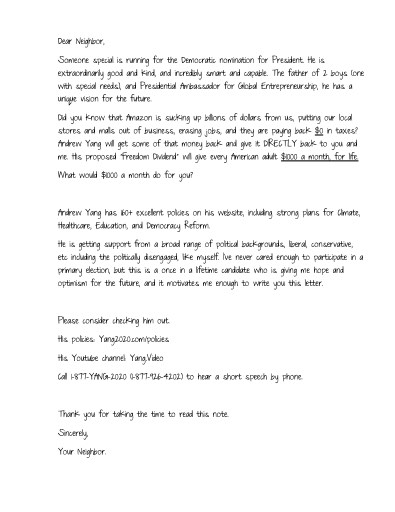 Dear Neighbor,
Someone special is running for the Democratic nomination for President. He is
extraordinarily good and kind, and incredibly smart and capable. The father of 2 boys (one
with special needs), and Presidential Ambassador for Global Entrepreneurship, he has a
unique vision for the future.
Did you know that Amazon is sucking up billions of dollars from us, putting our local
stores and malls out of business, erasing jobs, and they are paying back $0 in taxes?
Andrew Yang will get some of that money back and give it DIRECTLY back to you and
me. His proposed "Freedom Dividend" will give every American adult $1000 a month, for life.
What would $1000 a month do for you?
Andrew Yang has 160+ excellent policies on his website, including strong plans for Climate,
Healthcare, Education, and Democracy Reform.
He is getting support from a broad range of political backgrounds, liberal, conservative,
etc including the politically disengaged, like myself. I've never cared enough to participate in a
primary election, but this is a once in a lifetime candidate who is giving me hope and
optimism for the future, and it motivates me enough to write you this letter.
Please consider checking him out.
His policies: Yang2020.com/policies
His Youtube channel: Yang.Video
Call 1-877-YANG-2020 (1-877-926-4202) to hear a short speech by phone.
Thank you for taking the time to read this note.
Sincerely,
Your Neighbor.